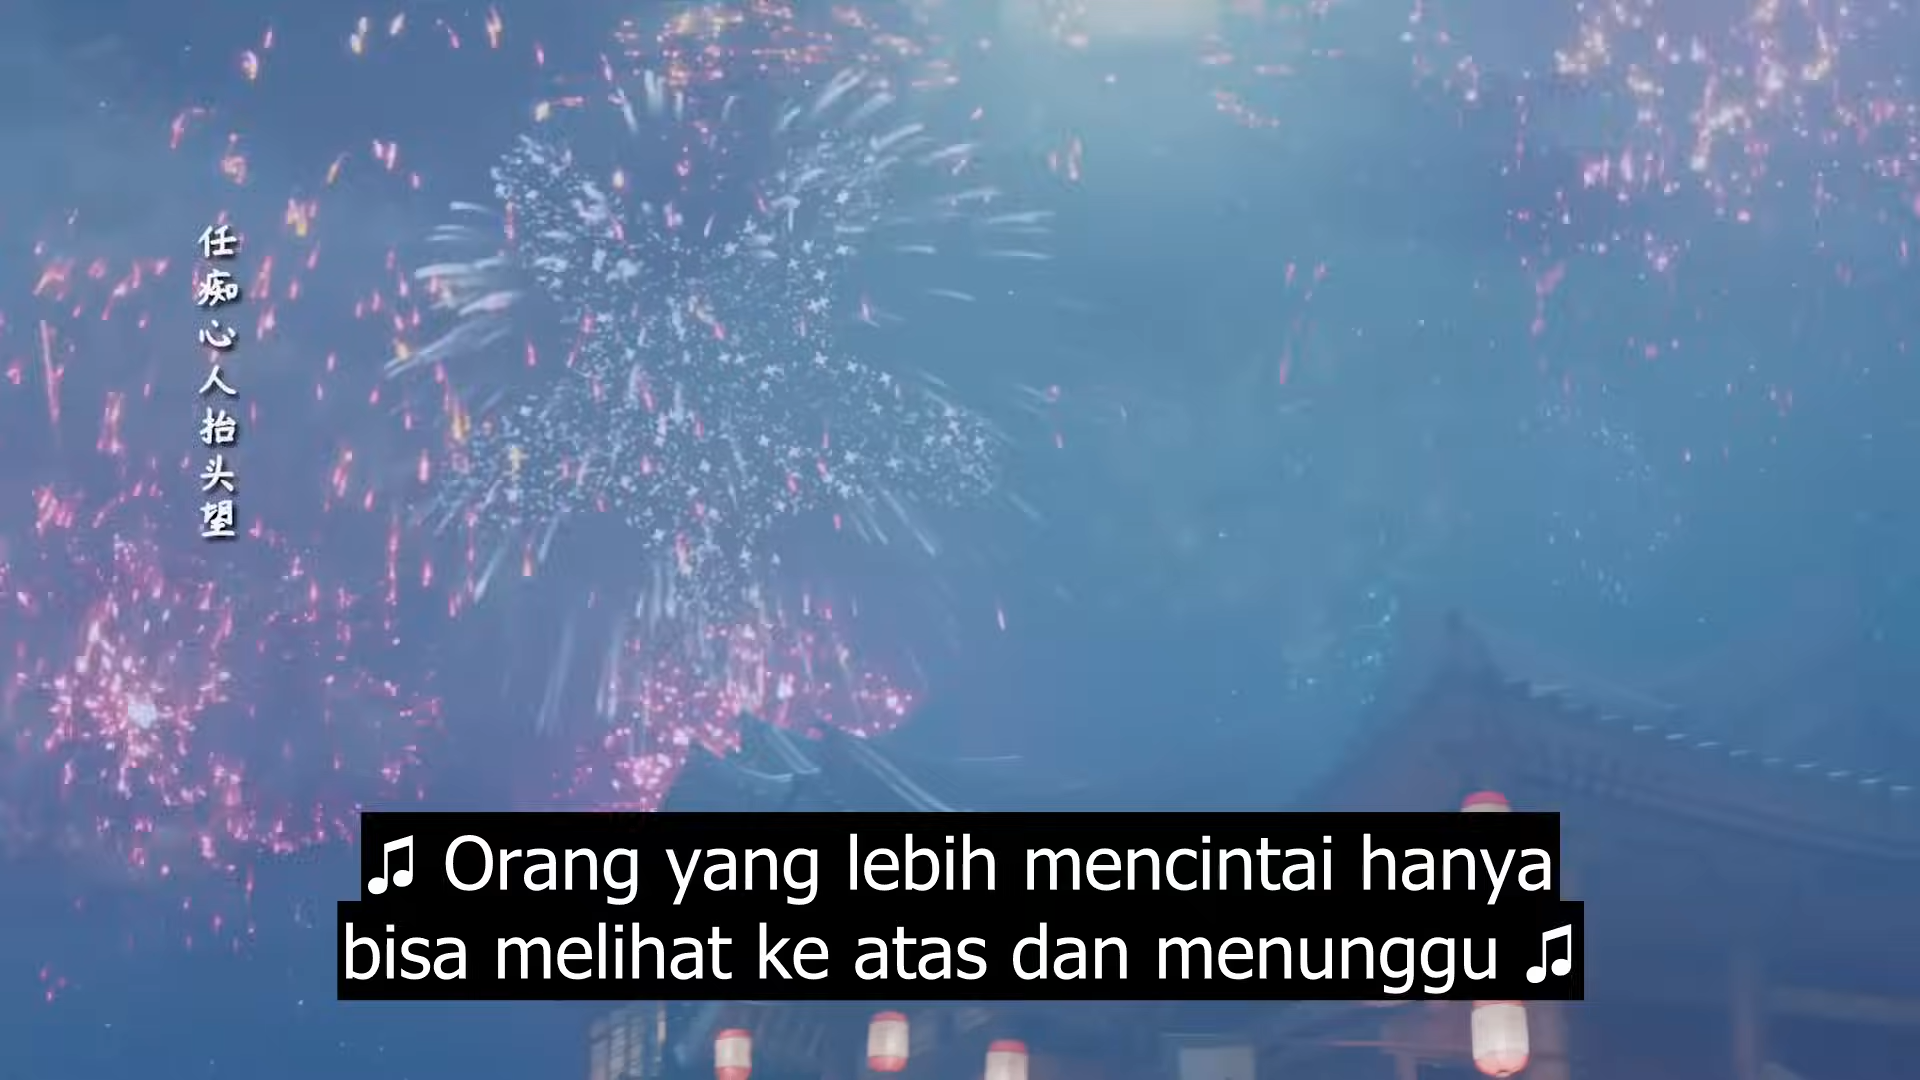 任痴心人抬头望
♫ Orang yang lebih mencintai hanya
bisa melihat ke atas dan menunggu ♫